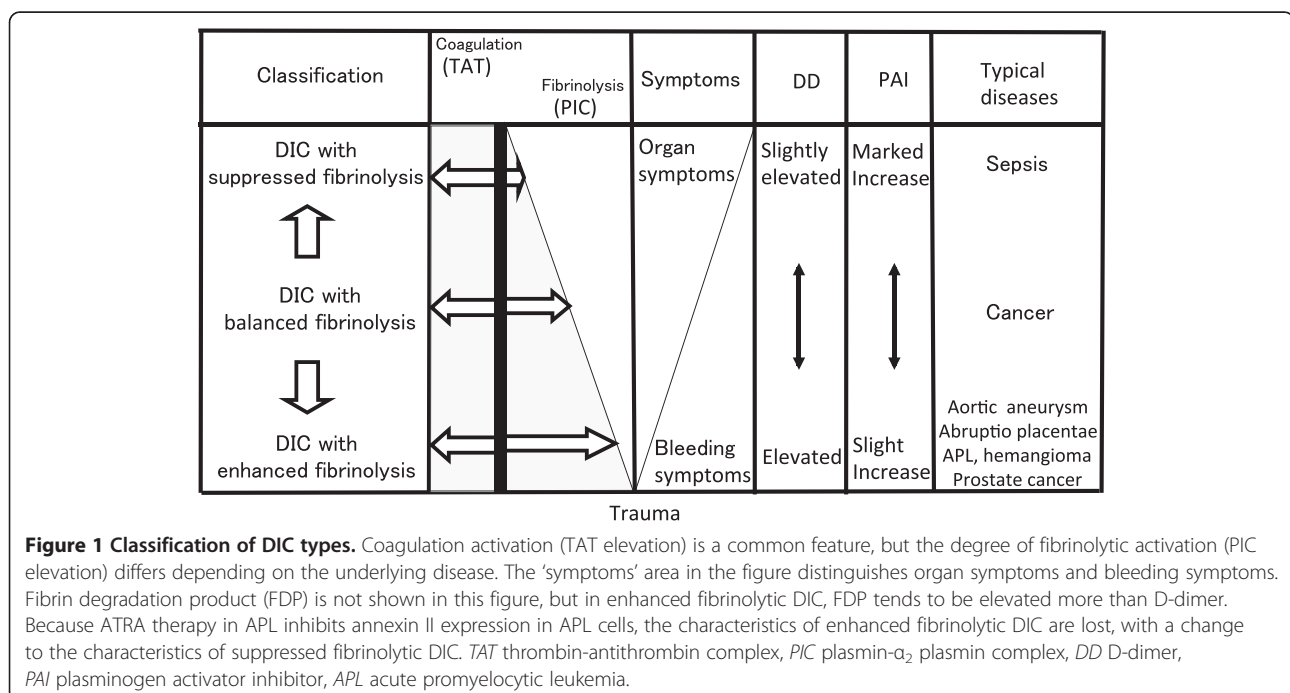 Classification
Coagulation
(TAT)
Fibrinolysis
(PIC)
Symptoms
DD
PAI
Typical
diseases
DIC with
suppressed fibrinolysis
Organ
symptoms
Slightly
elevated
Marked
Increase
Sepsis
DIC with
balanced fibrinolysis
Cancer
DIC with
enhanced fibrinolysis
Bleeding
symptoms
Elevated
Slight
Increase
Aortic aneurysm
Abruptio placentae
APL, hemangioma
Prostate cancer
Trauma
Figure 1 Classification of DIC types. Coagulation activation (TAT elevation) is a common feature, but the degree of fibrinolytic activation (PIC
elevation) differs depending on the underlying disease. The ‘symptoms’ area in the figure distinguishes organ symptoms and bleeding symptoms.
Fibrin degradation product (FDP) is not shown in this figure, but in enhanced fibrinolytic DIC, FDP tends to be elevated more than D-dimer.
Because ATRA therapy in APL inhibits annexin II expression in APL cells, the characteristics of enhanced fibrinolytic DIC are lost, with a change
to the characteristics of suppressed fibrinolytic DIC. TAT thrombin-antithrombin complex, PIC plasmin-α₂ plasmin complex, DD D-dimer,
PAI plasminogen activator inhibitor, APL acute promyelocytic leukemia.